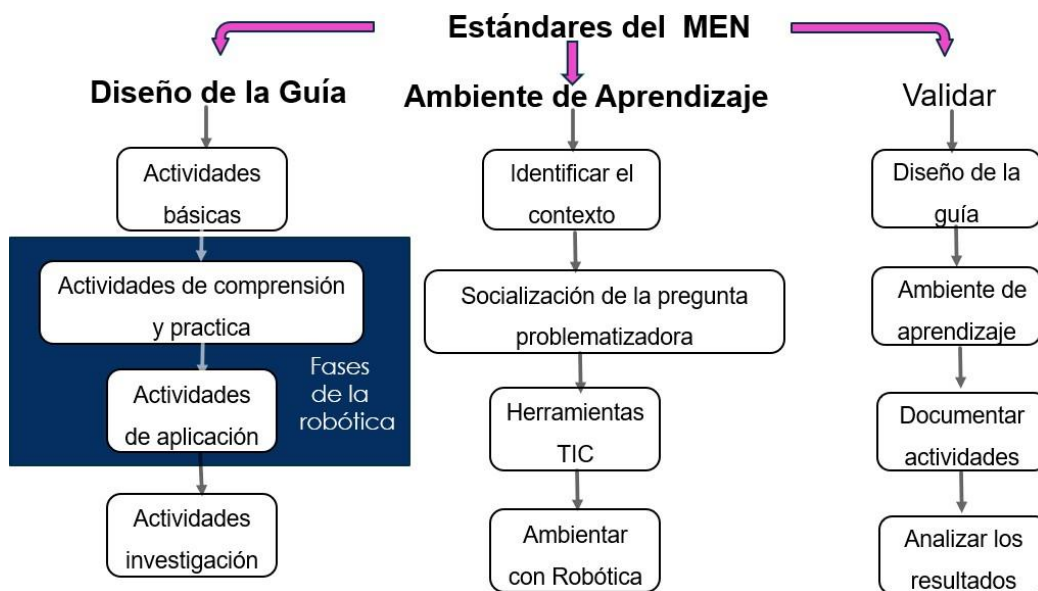 Estándares del MEN
Diseño de la Guía
Actividades
básicas
Actividades de comprensión
y practica
Fases
de la
robótica
Actividades
de aplicación
Actividades
investigación
Ambiente de Aprendizaje
Identificar el
contexto
Socialización de la pregunta
problematizadora
Herramientas
TIC
Ambientar
con Robótica
Validar
Diseño de la
guía
Ambiente de
aprendizaje
Documentar
actividades
Analizar los
resultados